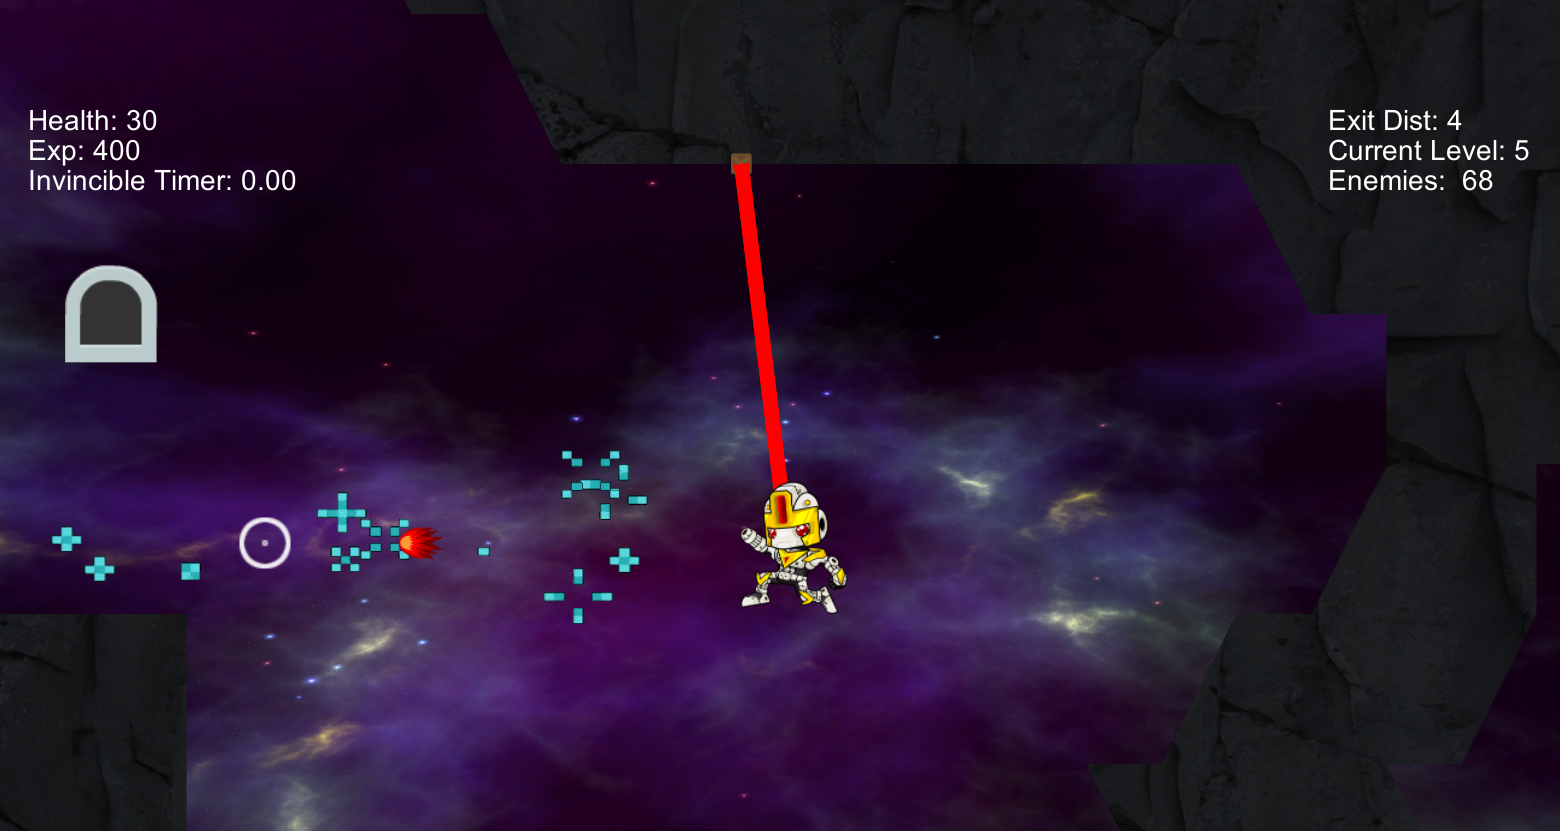 Health: 30
Exp: 400
Invincible Timer: 0.00
Exit Dist: 4
Current Level: 5
Enemies:  68